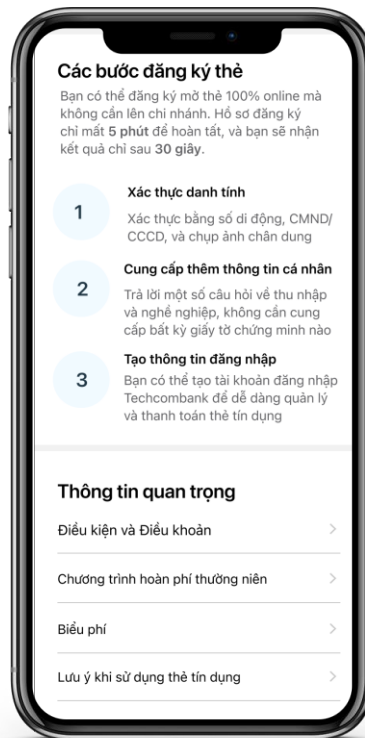 Các bước đăng ký thẻ
Bạn có thể đăng ký mở thẻ 100% online mà
không cần lên chi nhánh. Hồ sơ đăng ký
chỉ mất 5 phút để hoàn tất, và bạn sẽ nhận
kết quả chỉ sau 30 giây.
1
Xác thực danh tính
Xác thực bằng số di động, CMND/
CCCD, và chụp ảnh chân dung
2
Cung cấp thêm thông tin cá nhân
Trả lời một số câu hỏi về thu nhập
và nghề nghiệp, không cần cung
cấp bất kỳ giấy tờ chứng minh nào
3
Tạo thông tin đăng nhập
Bạn có thể tạo tài khoản đăng nhập
Techcombank để dễ dàng quản lý
và thanh toán thẻ tín dụng
Thông tin quan trọng
Điều kiện và Điều khoản
Chương trình hoàn phí thường niên
Biểu phí
Lưu ý khi sử dụng thẻ tín dụng